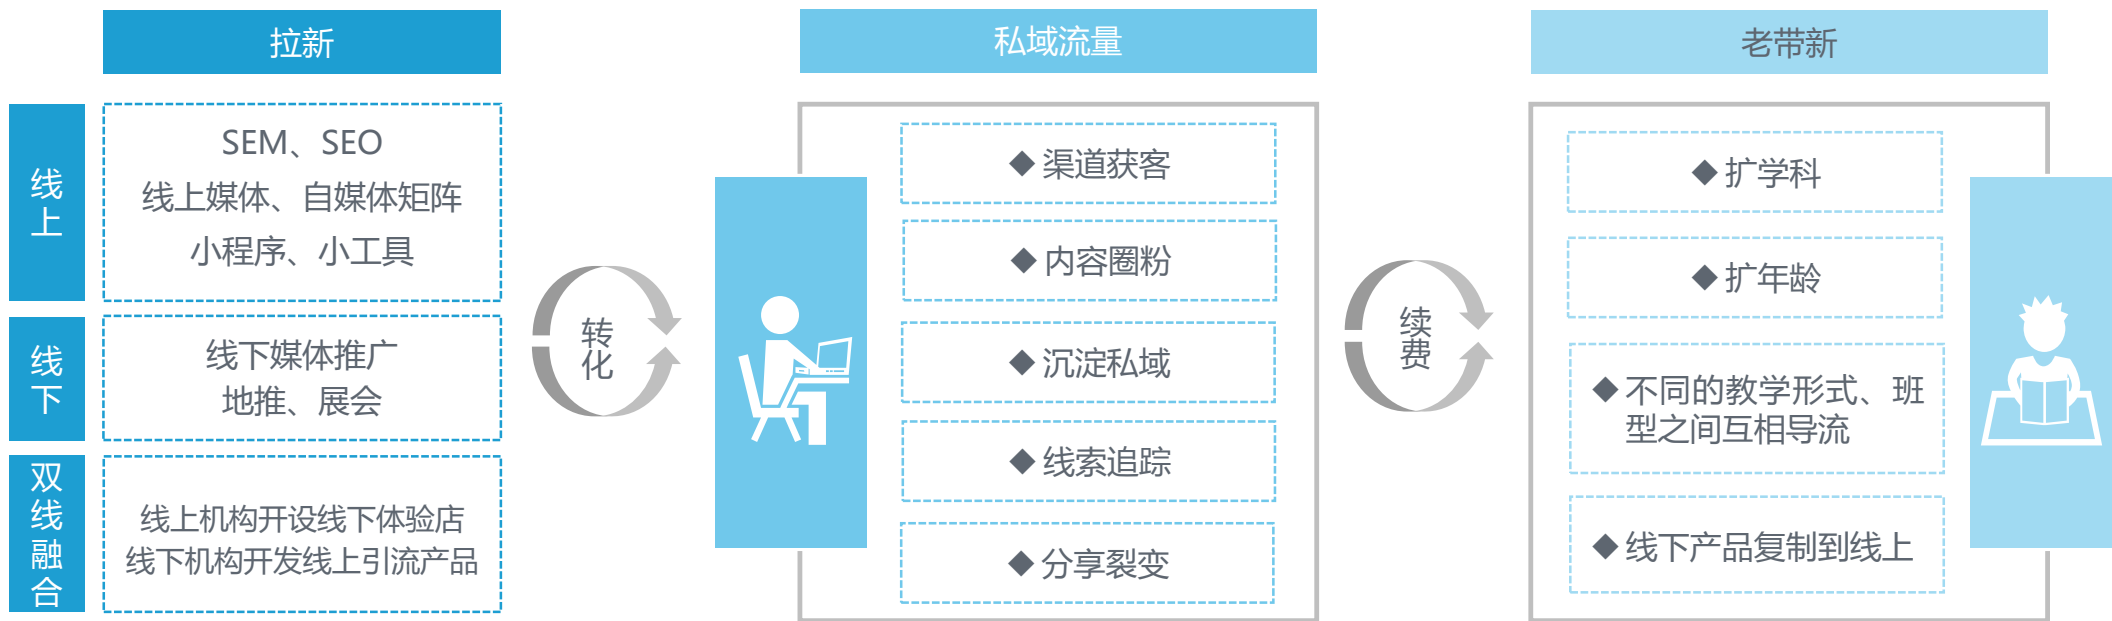 拉新
线上
SEM、SEO
线上媒体、自媒体矩阵
小程序、小工具
线下
线下媒体推广
地推、展会
双线融合
线上机构开设线下体验店
线下机构开发线上引流产品
转化
私域流量
◆ 渠道获客
◆ 内容圈粉
◆ 沉淀私域
◆ 线索追踪
◆ 分享裂变
续费
老带新
◆ 扩学科
◆ 扩年龄
◆ 不同的教学形式、班
型之间互相导流
◆ 线下产品复制到线上